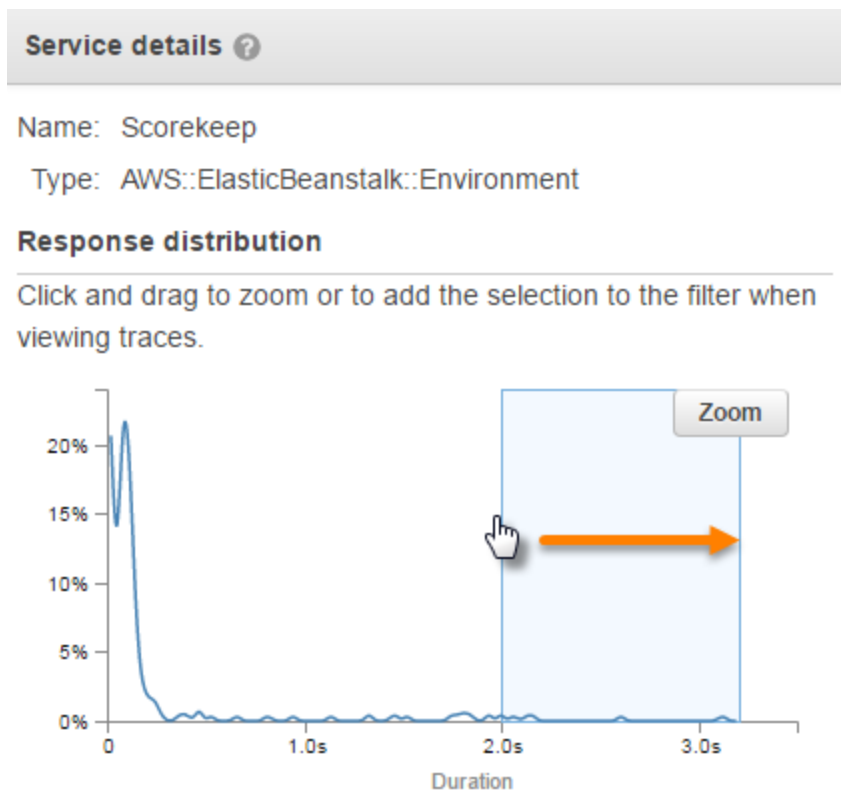 Service details ?
Name: Scorekeep
Type: AWS::ElasticBeanstalk::Environment
Response distribution
Click and drag to zoom or to add the selection to the filter when
viewing traces.
Zoom
20%
15%
10%
5%
0%
0 1.0s 2.0s 3.0s
Duration